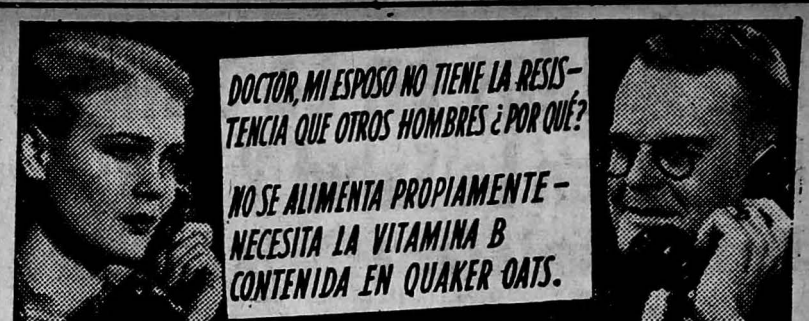 DOCTOR, MI ESPOSO NO TIENE LA RESIS-
TENCIA QUE OTROS HOMBRES ¿POR QUÉ?
NO SE ALIMENTA PROPIAMENTE -
NECESITA LA VITAMINA B
CONTENIDA EN QUAKER OATS.